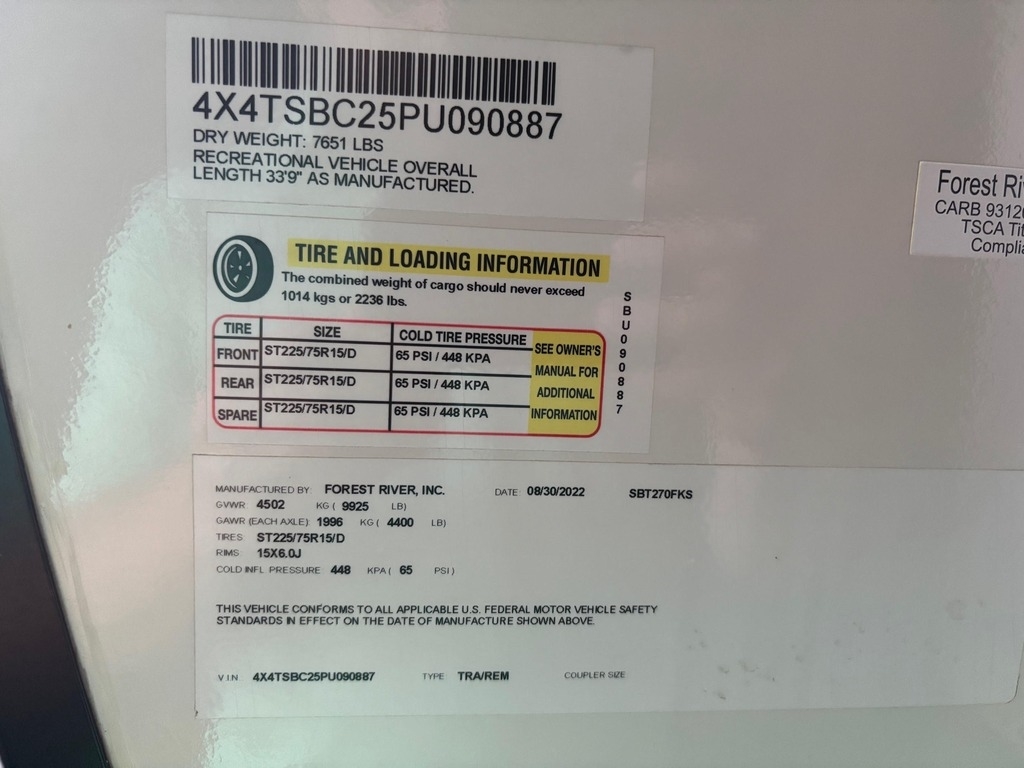 4X4TSBC25PU090887
DRY WEIGHT: 7651 LBS
RECREATIONAL VEHICLE OVERALL
LENGTH 33'9" AS MANUFACTURED.
Forest
CARB
TSCA
TIRE AND LOADING INFORMATION
The combined weight of cargo should never exceed
1014 kgs or 2236 lbs.
SBU090887
TIRE SIZE COLD TIRE PRESSURE
FRONT ST225/75R15/D 65 PSI / 448 KPA
REAR ST225/75R15/D 65 PSI / 448 KPA
SPARE ST225/75R15/D 65 PSI / 448 KPA
SEE OWNER'S
MANUAL FOR
ADDITIONAL
INFORMATION
MANUFACTURED BY: FOREST RIVER, INC. DATE: 08/30/2022 SBT270FKS
GVWR 4502 KG ( 9925 LB)
GAWR (EACH AXLE): 1996 KG ( 4400 LB)
TIRES ST225/75R15/D
RIMS: 15X6.0J
COLD INFL PRESSURE 448 KPA ( 65 PSI )
THIS VEHICLE CONFORMS TO ALL APPLICABLE U.S. FEDERAL MOTOR VEHICLE SAFETY
STANDARDS IN EFFECT ON THE DATE OF MANUFACTURE SHOWN ABOVE.
V I N 4X4TSBC25PU090887 TYPE TRA/REM COUPLER SIZE